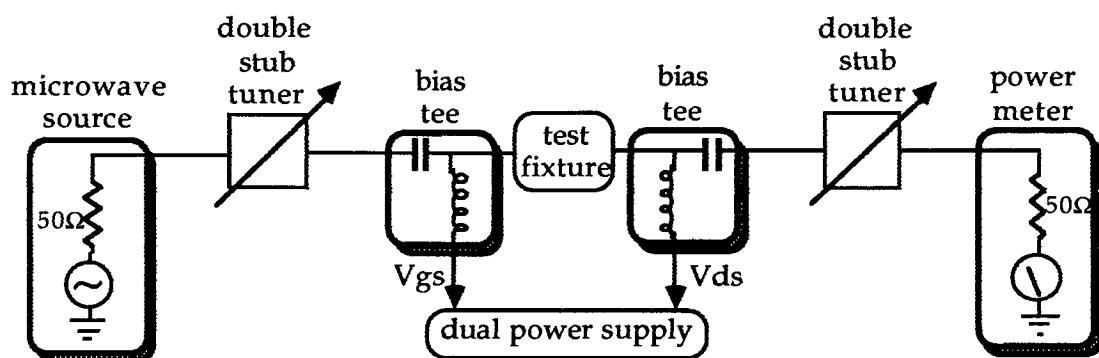 microwave
source
50Ω
double
stub
tuner
bias
tee
test
fixture
bias
tee
double
stub
tuner
power
meter
50Ω
Vgs
Vds
dual power supply